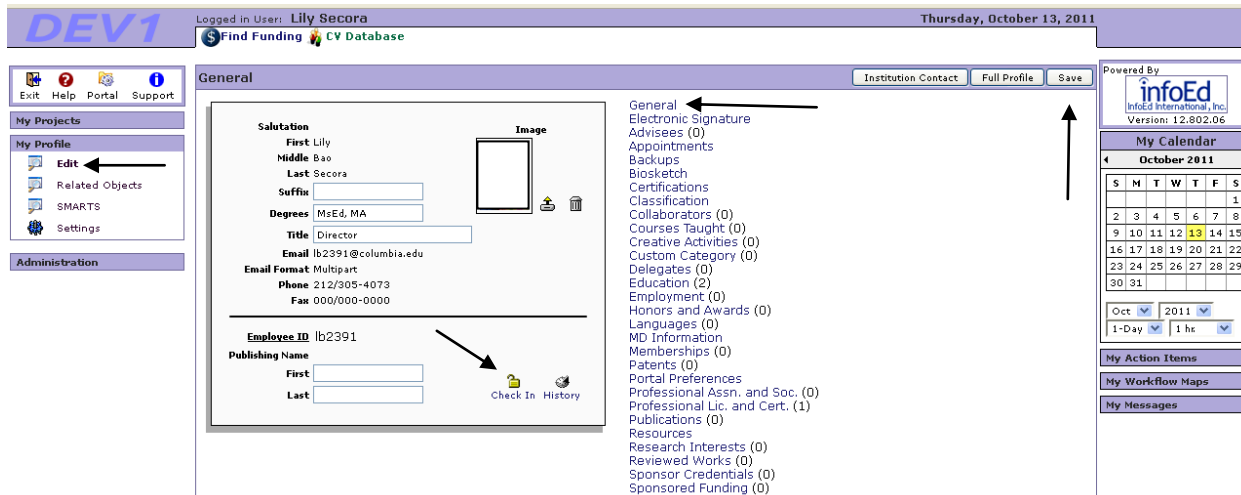 DEV1
Logged in User: Lily Secora
Thursday, October 13, 2011
$Find Funding CV Database
Exit Help Portal Support
My Projects
My Profile
Edit
Related Objects
SMARTS
Settings
Administration
General
Institution Contact
Full Profile
Save
Salutation
First Lily
Middle Bao
Last Secora
Suffix
Degrees MsEd, MA
Title Director
Email lb2391@columbia.edu
Email Format Multipart
Phone 212/305-4073
Fax 000/000-0000
Image
Employee ID lb2391
Publishing Name
First
Last
Check In History
General
Electronic Signature
Advisees (0)
Appointments
Backups
Biosketch
Certifications
Classification
Collaborators (0)
Courses Taught (0)
Creative Activities (0)
Custom Category (0)
Delegates (0)
Education (2)
Employment (0)
Honors and Awards (0)
Languages (0)
MD Information
Memberships (0)
Patents (0)
Portal Preferences
Professional Assn. and Soc. (0)
Professional Lic. and Cert. (1)
Publications (0)
Resources
Research Interests (0)
Reviewed Works (0)
Sponsor Credentials (0)
Sponsored Funding (0)
Powered By
infoEd
InfoEd International, Inc.
Version: 12.802.06
My Calendar
October 2011
S M T W T F S
1
2 3 4 5 6 7 8
9 10 11 12 13 14 15
16 17 18 19 20 21 22
23 24 25 26 27 28 29
30 31
Oct 2011
1-Day 1 hr
My Action Items
My Workflow Maps
My Messages